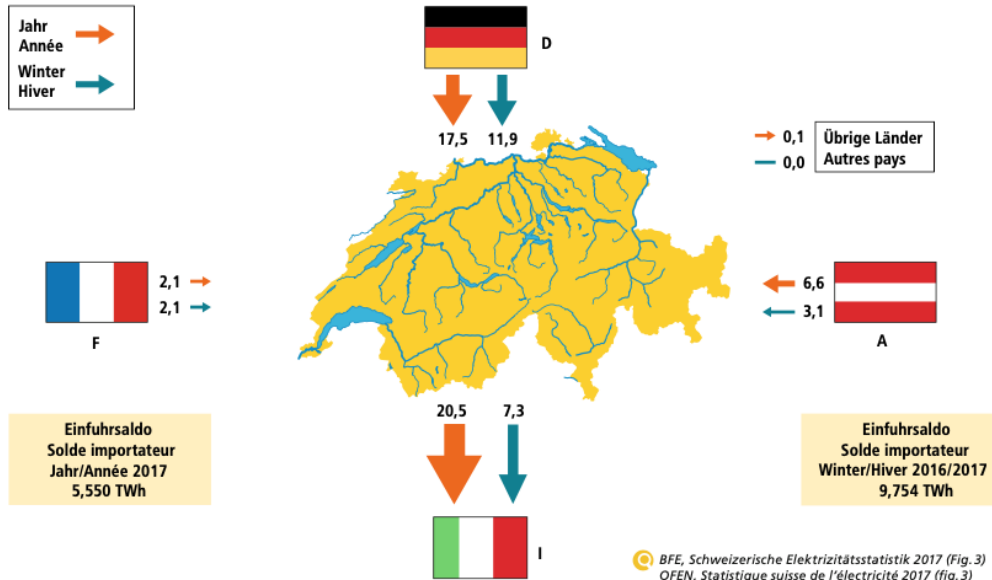 Jahr
Année
Winter
Hiver
D
17,5 11,9
0,1 Übrige Länder
0,0 Autres pays
2,1
2,1
F
6,6
3,1
A
20,5 7,3
Einfuhrsaldo
Solde importateur
Jahr/Année 2017
5,550 TWh
Einfuhrsaldo
Solde importateur
Winter/Hiver 2016/2017
9,754 TWh
I
BFE, Schweizerische Elektrizitätsstatistik 2017 (Fig. 3)
OFEN, Statistique suisse de l'électricité 2017 (fig. 3)